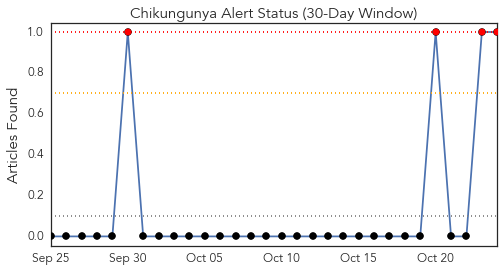 Chikungunya Alert Status (30-Day Window)
Articles Found
1.0
0.8
0.6
0.4
0.2
0.0
Sep 25 Sep 30 Oct 05 Oct 10 Oct 15 Oct 20